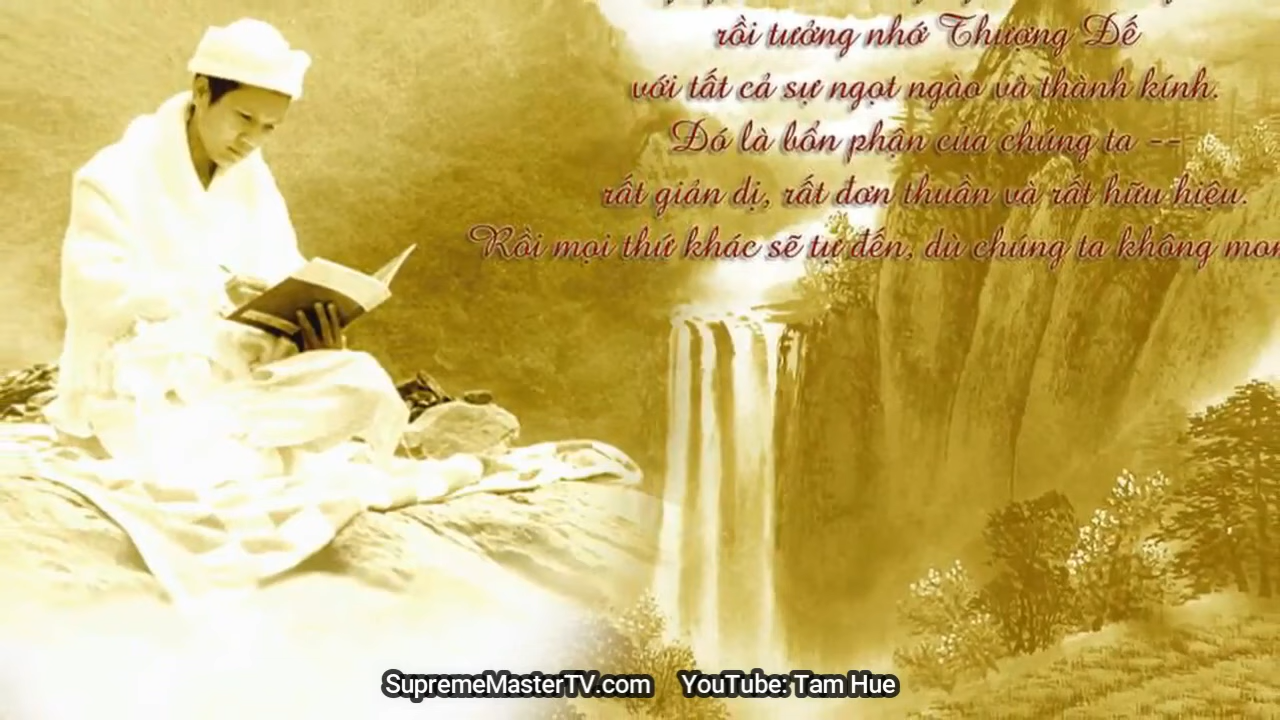 rồi tưởng nhớ Thượng Đế
với tất cả sự ngọt ngào và thành kính.
Đó là bổn phận của chúng ta --
rất giản dị, rất đơn thuần và rất hữu hiệu.
Rồi mọi thứ khác sẽ tự đến, dù chúng ta không
SupremeMasterTV.com YouTube: Tam Hue